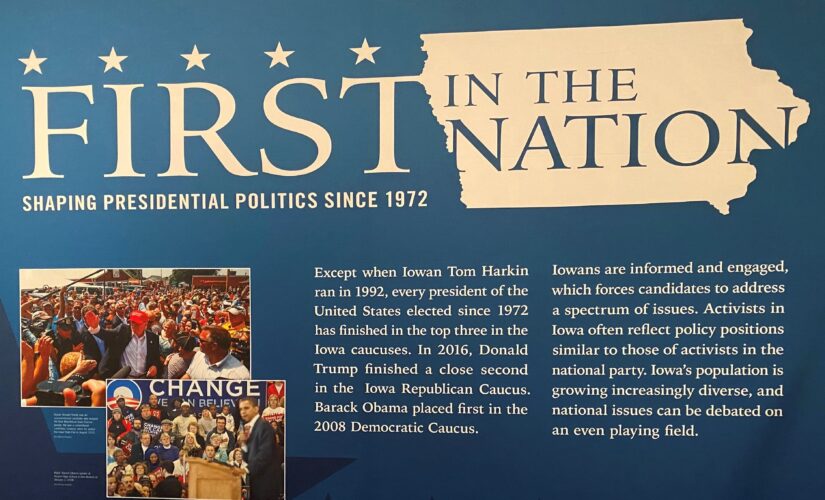 FIRST
IN THE
NATION
SHAPING PRESIDENTIAL POLITICS SINCE 1972
Except when Iowan Tom Harkin
ran in 1992, every president of the
United States elected since 1972
has finished in the top three in the
Iowa caucuses. In 2016, Donald
Trump finished a close second
in the Iowa Republican Caucus.
Barack Obama placed first in the
2008 Democratic Caucus.
Iowans are informed and engaged,
which forces candidates to address
a spectrum of issues. Activists in
Iowa often reflect policy positions
similar to those of activists in the
national party. Iowa's population is
growing increasingly diverse, and
national issues can be debated on
an even playing field.
CHANGE
WE CAN BELIEVE